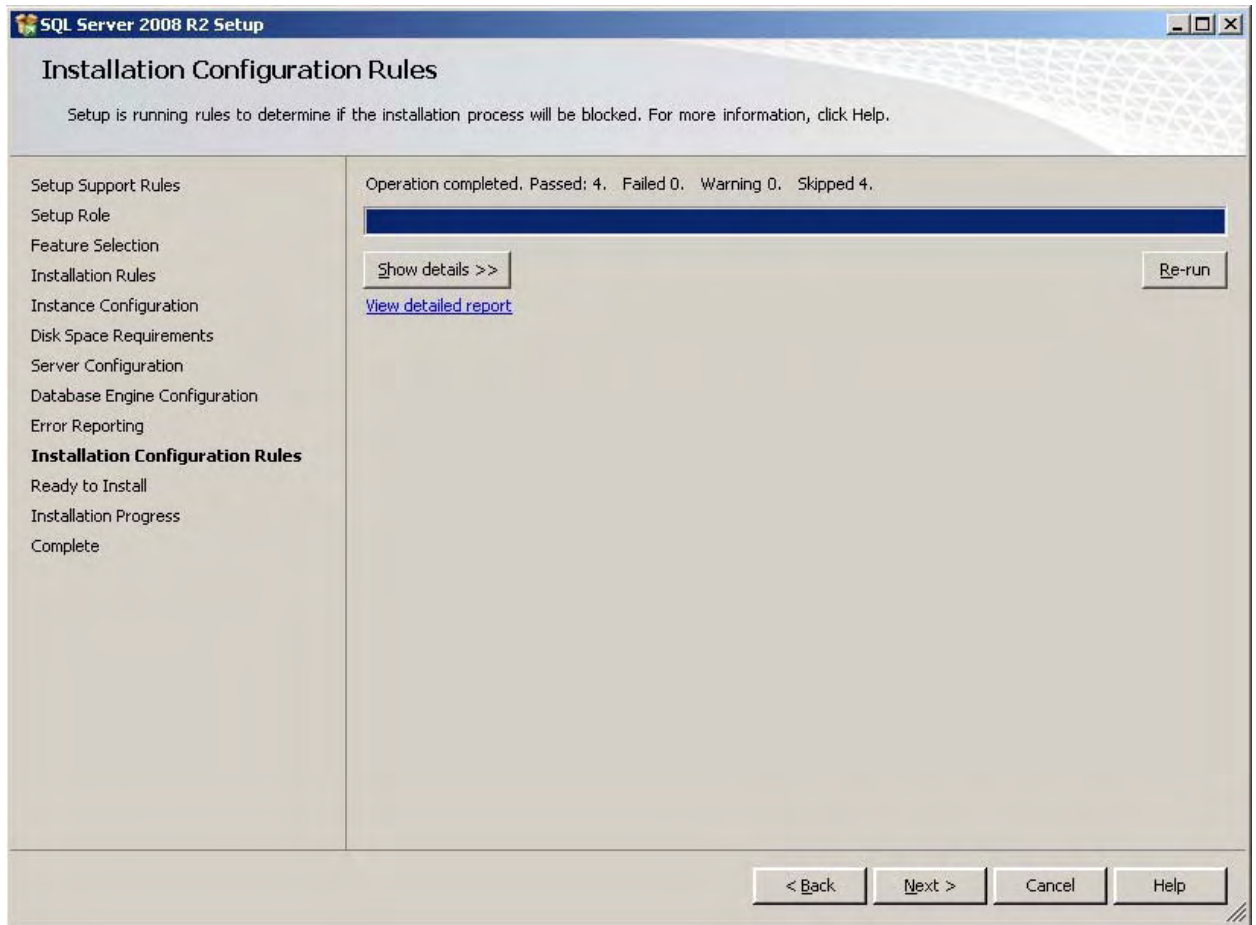 SQL Server 2008 R2 Setup
Installation Configuration Rules
Setup is running rules to determine if the installation process will be blocked. For more information, click Help.
Setup Support Rules
Setup Role
Feature Selection
Installation Rules
Instance Configuration
Disk Space Requirements
Server Configuration
Database Engine Configuration
Error Reporting
Installation Configuration Rules
Ready to Install
Installation Progress
Complete
Operation completed. Passed: 4. Failed 0. Warning 0. Skipped 4.
Show details >>
Re-run
View detailed report
< Back
Next >
Cancel
Help